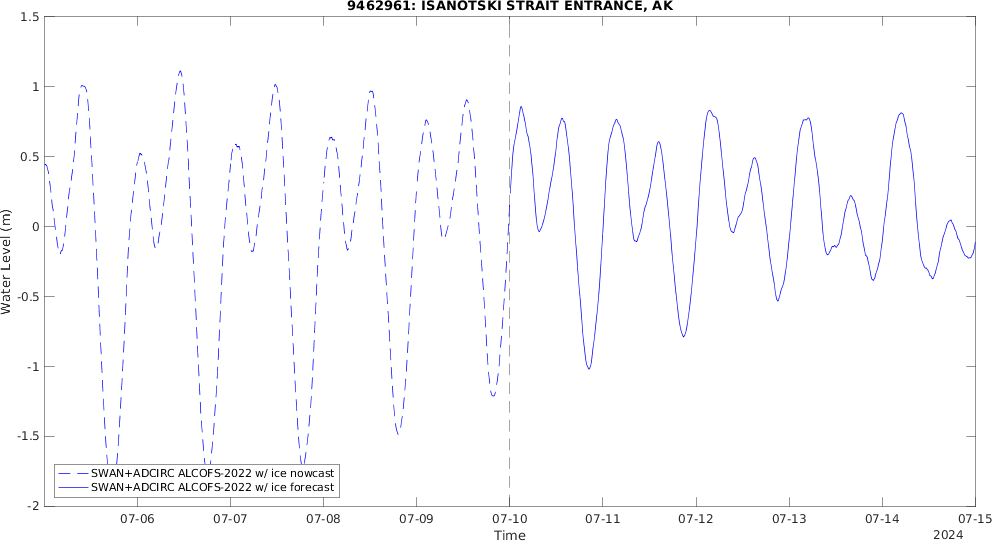 9462961: ISANOTSKI STRAIT ENTRANCE, AK
1.5
1
0.5
0
-0.5
-1
-1.5
-2
Water Level (m)
SWAN+ADCIRC ALCOFS-2022 w/ ice nowcast
SWAN+ADCIRC ALCOFS-2022 w/ ice forecast
07-06 07-07 07-08 07-09 07-10 07-11 07-12 07-13 07-14 07-15
Time
2024